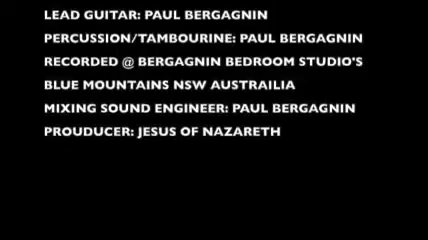 LEAD GUITAR: PAUL BERGAGNIN
PERCUSSION/TAMBOURINE: PAUL BERGAGNIN
RECORDED @ BERGAGNIN BEDROOM STUDIO'S
BLUE MOUNTAINS NSW AUSTRAILIA
MIXING SOUND ENGINEER: PAUL BERGAGNIN
PROUDUCER: JESUS OF NAZARETH